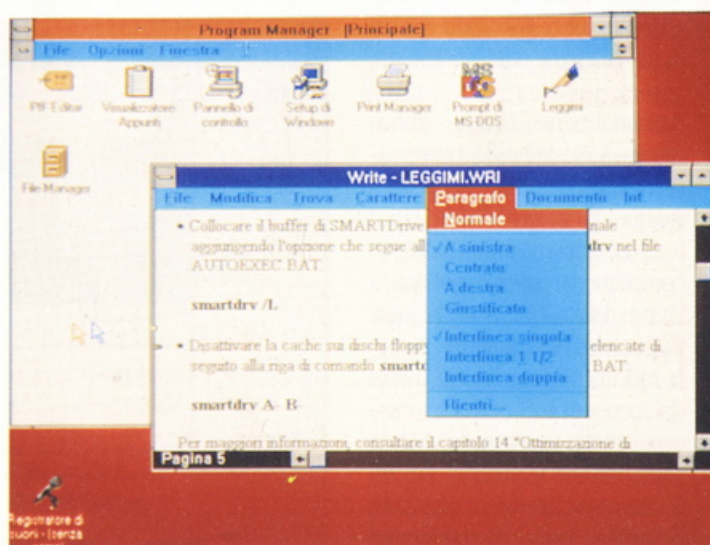 Program Manager - [Principale]
File Opzioni Finestra
PIF Editor
Visualizzatore
Appunti
Pannello di
controllo
Setup di
Windows
Print Manager
Prompt di
MS-DOS
Leggimi
File Manager
Write - LEGGIMI.WRI
File Modifica Trova Carattere Paragrafo Documento Inf.
Normale
√A sinistra
Centrato
A destra
Giustificato
√Interlinea singola
Interlinea 1 1/2
Interlinea doppia
Rientri...
• Collocare il buffer di SMARTDrive nale
aggiungendo l'opzione che segue all drv nel file
AUTOEXEC.BAT:
smartdrv /L
• Disattivare la cache sui dischi floppy elencate di
seguito alla riga di comando smartd BAT:
smartdrv A- B-
Per maggiori informazioni, consultare il capitolo 14 "Ottimizzazione di
Pagina 5
Registratore di
suoni - (senza